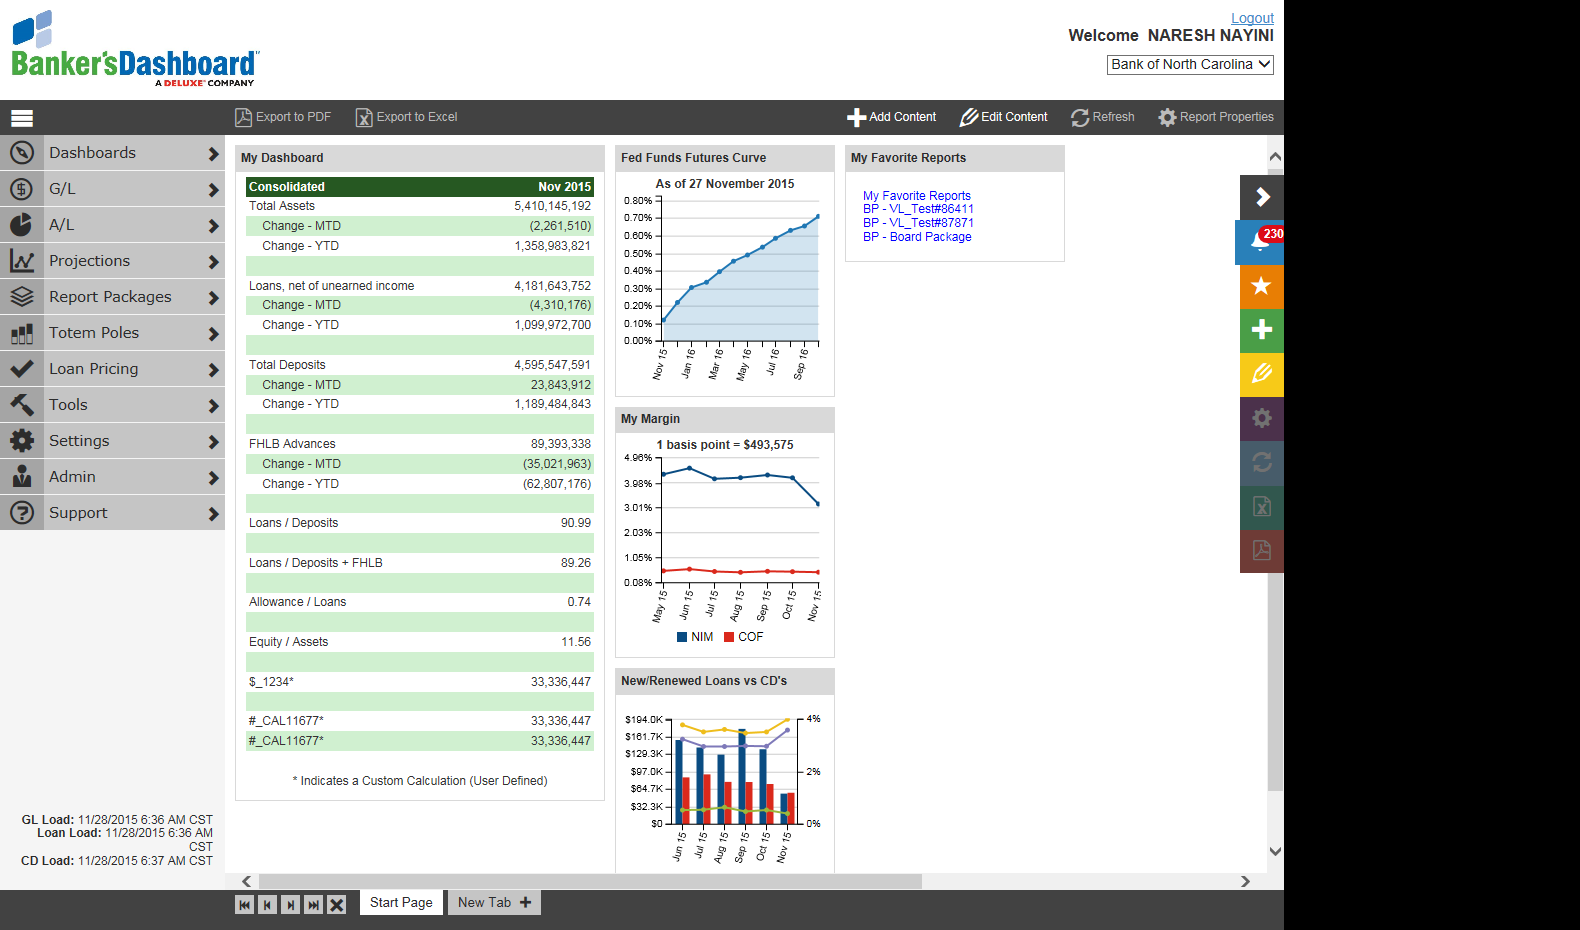 Logout
Welcome NARESH NAYINI
Banker'sDashboard
A DELUXE COMPANY
Bank of North Carolina
Export to PDF
Export to Excel
Add Content
Edit Content
Refresh
Report Properties
Dashboards
G/L
A/L
Projections
Report Packages
Totem Poles
Loan Pricing
Tools
Settings
Admin
Support
GL Load: 11/28/2015 6:36 AM CST
Loan Load: 11/28/2015 6:36 AM
CST
CD Load: 11/28/2015 6:37 AM CST
My Dashboard
Consolidated Nov 2015
Total Assets 5,410,145,192
Change - MTD (2,261,510)
Change - YTD 1,358,983,821
Loans, net of unearned income 4,181,643,752
Change - MTD (4,310,176)
Change - YTD 1,099,972,700
Total Deposits 4,595,547,591
Change - MTD 23,843,912
Change - YTD 1,189,484,843
FHLB Advances 89,393,338
Change - MTD (35,021,963)
Change - YTD (62,807,176)
Loans / Deposits 90.99
Loans / Deposits + FHLB 89.26
Allowance / Loans 0.74
Equity / Assets 11.56
$_1234* 33,336,447
#_CAL11677* 33,336,447
#_CAL11677* 33,336,447
* Indicates a Custom Calculation (User Defined)
Fed Funds Futures Curve
As of 27 November 2015
0.80%
0.70%
0.60%
0.50%
0.40%
0.30%
0.20%
0.10%
0.00%
Nov 15 Jan 16 Mar 16 May 16 Jul 16 Sep 16
My Margin
1 basis point = $493,575
4.96%
3.98%
3.01%
2.03%
1.05%
0.08%
May 15 Jun 15 Jul 15 Aug 15 Sep 15 Oct 15 Nov 15
NIM COF
New/Renewed Loans vs CD's
$194.0K 4%
$161.7K
$129.3K
$97.0K 2%
$64.7K
$32.3K
$0 0%
Jun 15 Jul 15 Aug 15 Sep 15 Oct 15 Nov 15
My Favorite Reports
My Favorite Reports
BP - VL_Test#86411
BP - VL_Test#87871
BP - Board Package
230
Start Page
New Tab